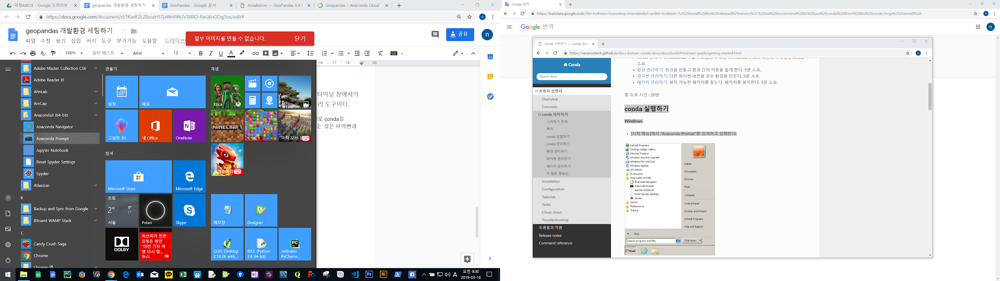 대청AIBOX - Google 드라이브
geopandas 개발환경 세팅하기 -
GeoPandas - Google 문서
Installation — GeoPandas 0.4.0
Geopandas :: Anaconda Cloud
https://docs.google.com/document/d/1KadE2LZIlzozHS7jaWnI9f67x18I8O-ReGKnODgj5os/edit#
geopandas 개발환경 세팅하기
파일 수정 보기 삽입 서식 도구 부가기능 도움말
일부 이미지를 만들 수 없습니다. 닫기
공유
100% 일반 텍스트 Arial 12
16 17 18 19 20
터미널 창에서의
리 도구이다.
로 conda를
는 것은 파이썬과
Adobe Master Collection CS6
Adobe Reader XI
AhnLab
AmCap
Anaconda3 (64-bit)
Anaconda Navigator
Anaconda Prompt
Jupyter Notebook
Reset Spyder Settings
Spyder
Atlassian
B
Backup and Sync from Google
Bitnami WAMP Stack
C
Candy Crush Saga
Chrome
Chrome 앱
만들기
일정
메일
그림판 3D
내 Office
OneNote
탐색
Microsoft Store
Microsoft Edge
흐림
2° 9°
1°
서울
Polarr
Skype
DOLBY
최선희가 전한
김정은 발언
"이런 기차 여
행 다시 할...
뉴스
재생
Xbox
사진
MINECRAFT
마치 오브 엠
메모장
Designer
QGIS Desktop
2.18.26 with...
IDLE (Python
3.6 64-bit)
JetBrains
PyCharm...
오전 9:30
2019-03-16
Google 번역
https://translate.google.co.kr/?hl=ko#view=home&op=translate&sl=en&tl=ko&text=To%20install%20the%20released%20version%2C%20we%20recommend%20to%20use%20conda%20(from%20the%20conda-forge%20channel)%3A
Google 번역
conda 시작하기 — Conda docu
https://veranostech.github.io/docs-korean-conda-docs/docs/build/html/user-guide/getting-started.html
Conda
Search docs
사용자 설명서
Overview
Concepts
conda 시작하기
시작하기 전에
목차
conda 실행하기
conda 관리하기
환경 관리하기
파이썬 관리하기
패키지 관리하기
더 많은 정보는..
Installation
Configuration
Tutorials
Tasks
Cheat sheet
Troubleshooting
도움말과 지원
Release notes
Command reference
소요.
환경 관리하기. 환경을 만들고 환경 간의 이동을 쉽게 한다. 5분 소요.
파이썬 관리하기. 다른 파이썬 버전을 갖는 환경을 만든다. 5분 소요.
패키지 관리하기. 설치 가능한 패키지를 찾는다. 패키지를 설치한다. 5분 소요.
총 소요 시간 : 20분
conda 실행하기
Windows
[시작 메뉴]에서 "Anaconda Prompt"를 검색하고 실행한다.
Default Programs
Desktop Gadget Gallery
Internet Explorer
Windows Anytime Upgrade
Windows Fax and Scan
Windows Update
XPS Viewer
Accessories
Anaconda3 (64-bit)
Anaconda Navigator
Anaconda Prompt
Jupyter Notebook
Reset Spyder Settings
Spyder
Games
Maintenance
Startup
Back
Search programs and files
builder
Documents
Pictures
Music
Computer
Control Panel
Devices and Printers
Default Programs
Help and Support
Shut down
Start